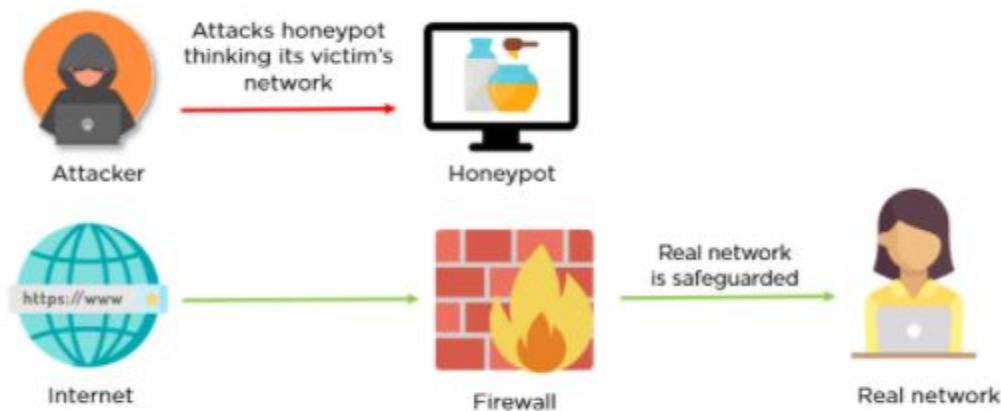 Attacks honeypot
thinking its victim's
network
Attacker
Honeypot
https://www
Real network
is safeguarded
Internet
Firewall
Real network